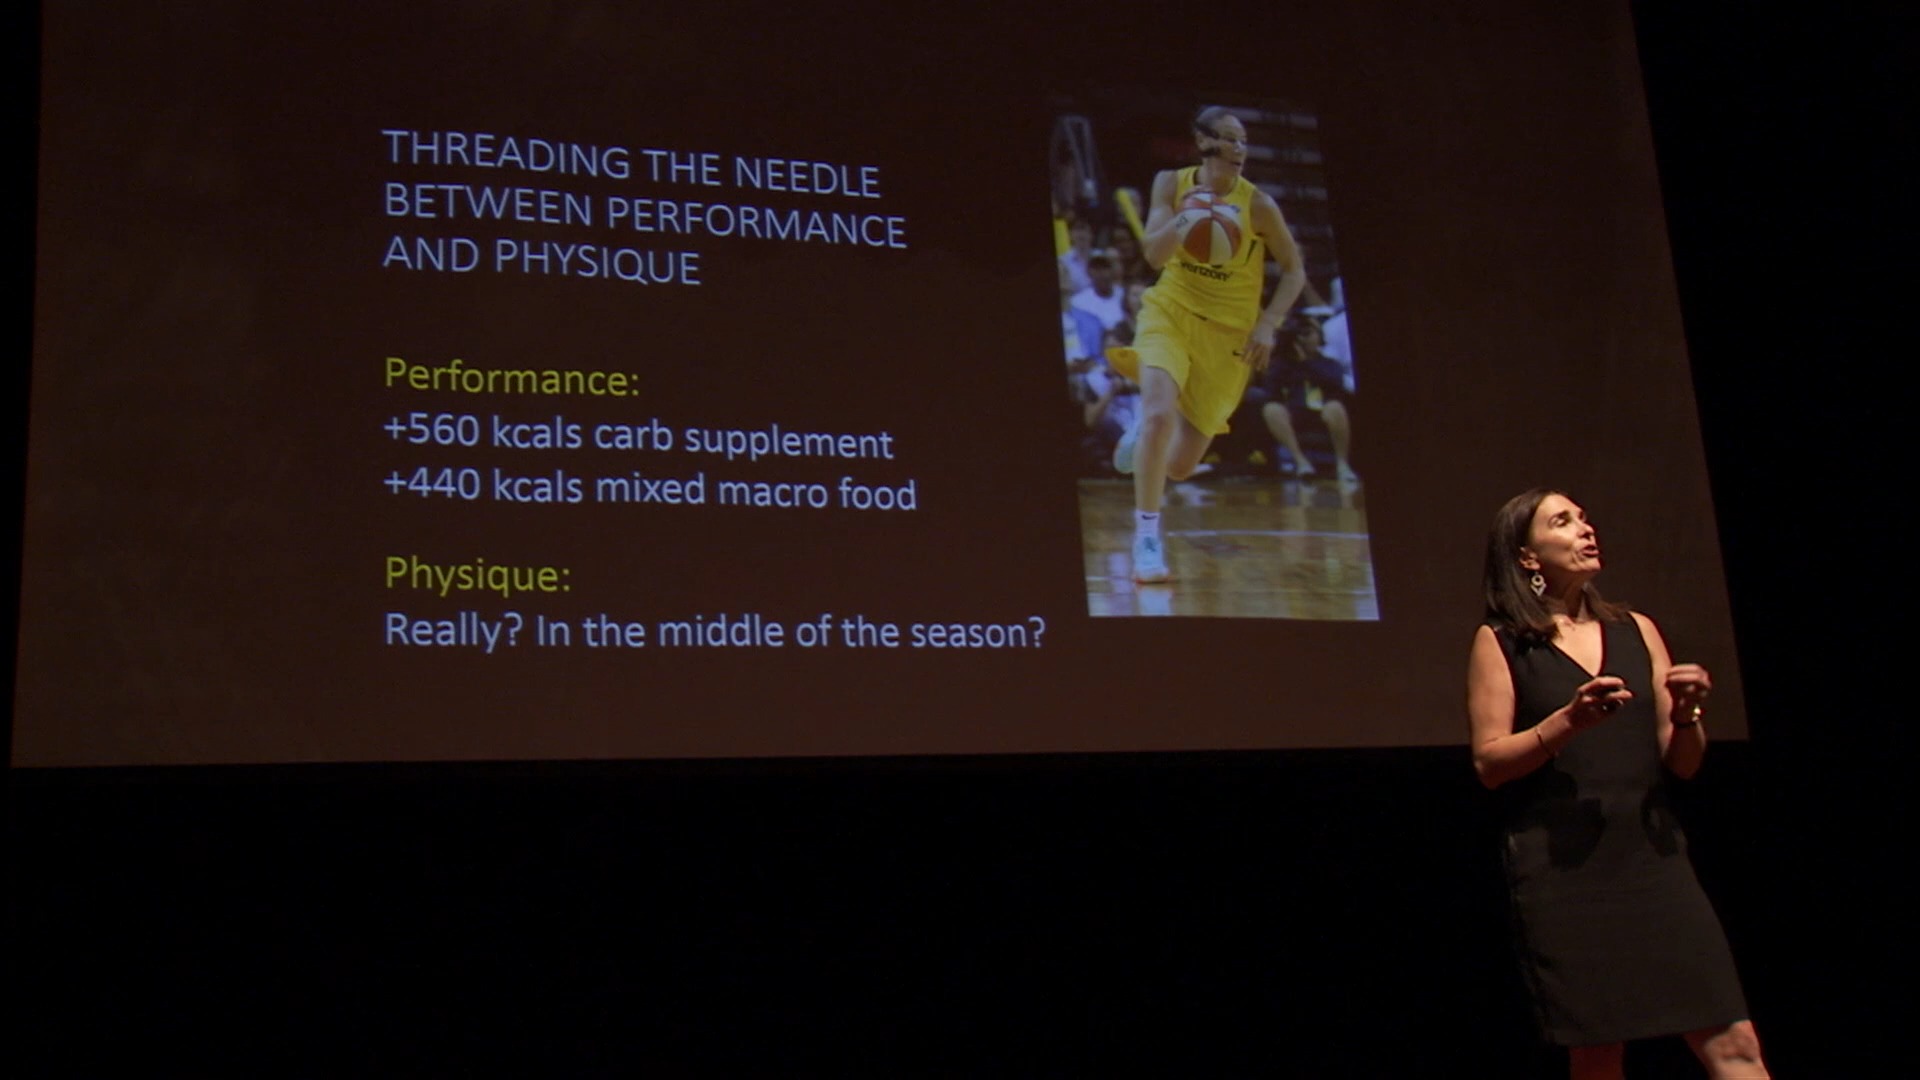 THREADING THE NEEDLE
BETWEEN PERFORMANCE
AND PHYSIQUE
Performance:
+560 kcals carb supplement
+440 kcals mixed macro food
Physique:
Really? In the middle of the season?
verizon